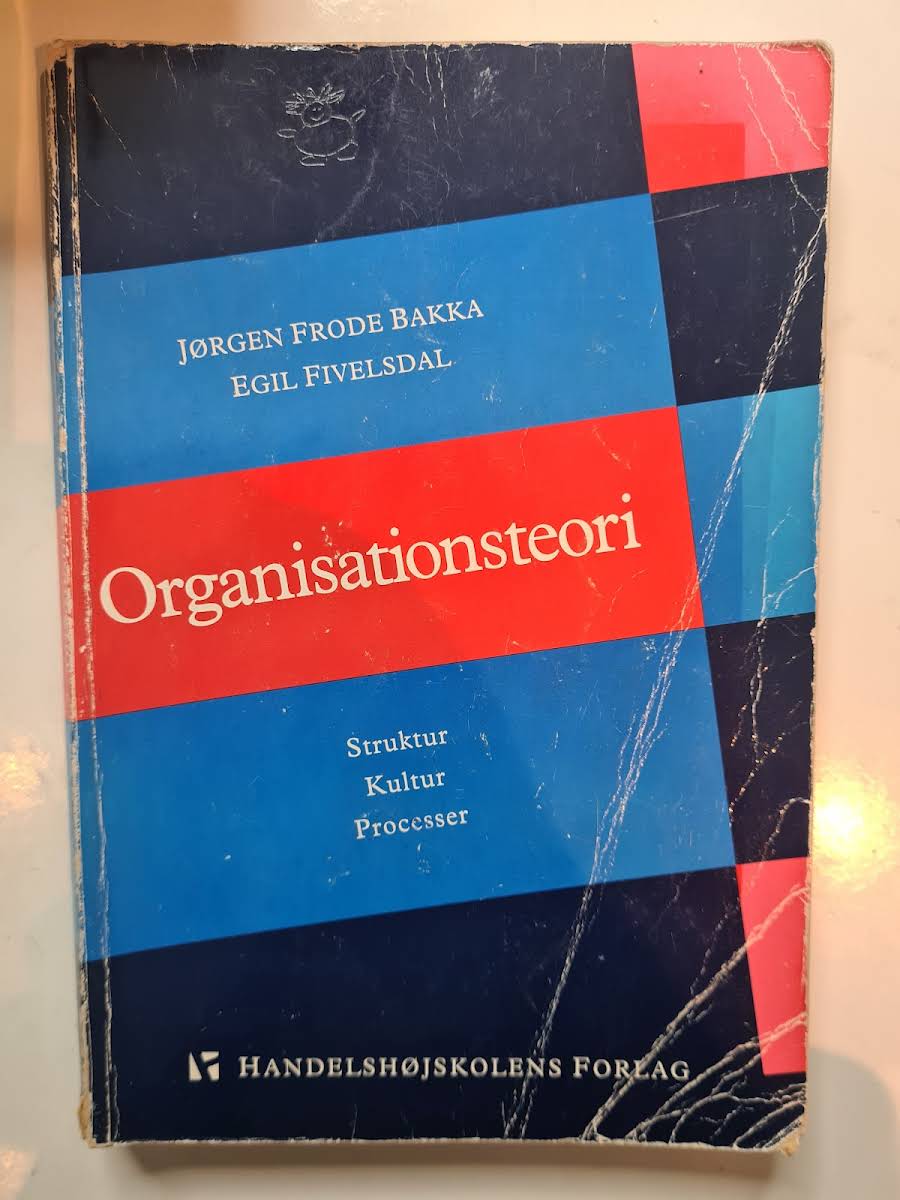 JØRGEN FRODE BAKKA
EGIL FIVELSDAL
Organisationsteori
Struktur
Kultur
Processer
HANDELSHØJSKOLENS FORLAG